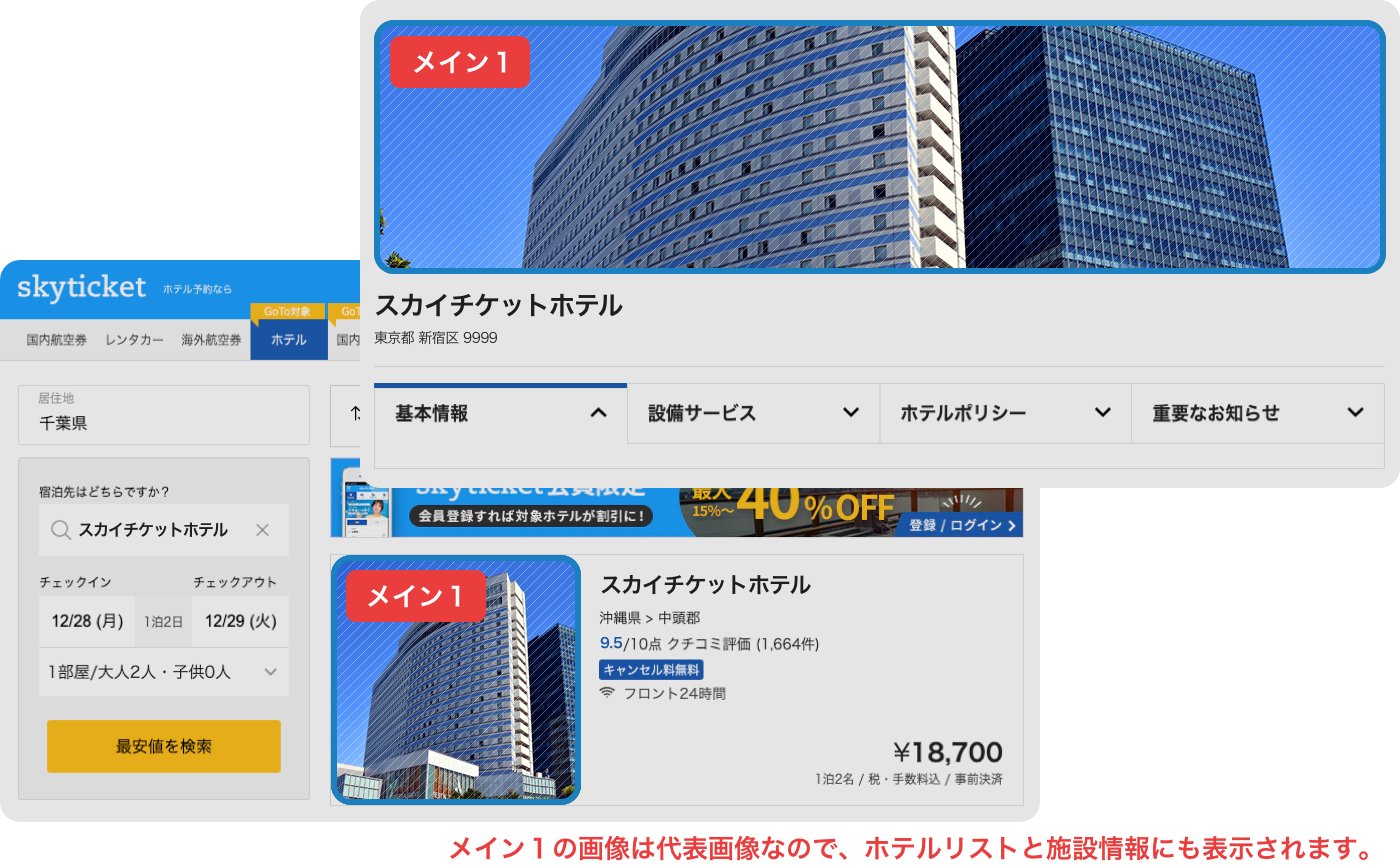 メイン1
スカイチケットホテル
東京都 新宿区 9999
基本情報
設備サービス
ホテルポリシー
重要なお知らせ
skyticket ホテル予約なら
GoTo対象
GoT
国内航空券 レンタカー 海外航空券 ホテル 国内
居住地
千葉県
宿泊先はどちらですか？
スカイチケットホテル
チェックイン チェックアウト
12/28 (月) 1泊2日 12/29 (火)
1部屋/大人2人・子供0人
最安値を検索
skyticket会員限定
会員登録すれば対象ホテルが割引に！
最大
15%〜40%OFF
登録 / ログイン
メイン1
スカイチケットホテル
沖縄県 > 中頭郡
9.5/10点 クチコミ評価 (1,664件)
キャンセル料無料
フロント24時間
¥18,700
1泊2名 / 税・手数料込 / 事前決済
メイン１の画像は代表画像なので、ホテルリストと施設情報にも表示されます。